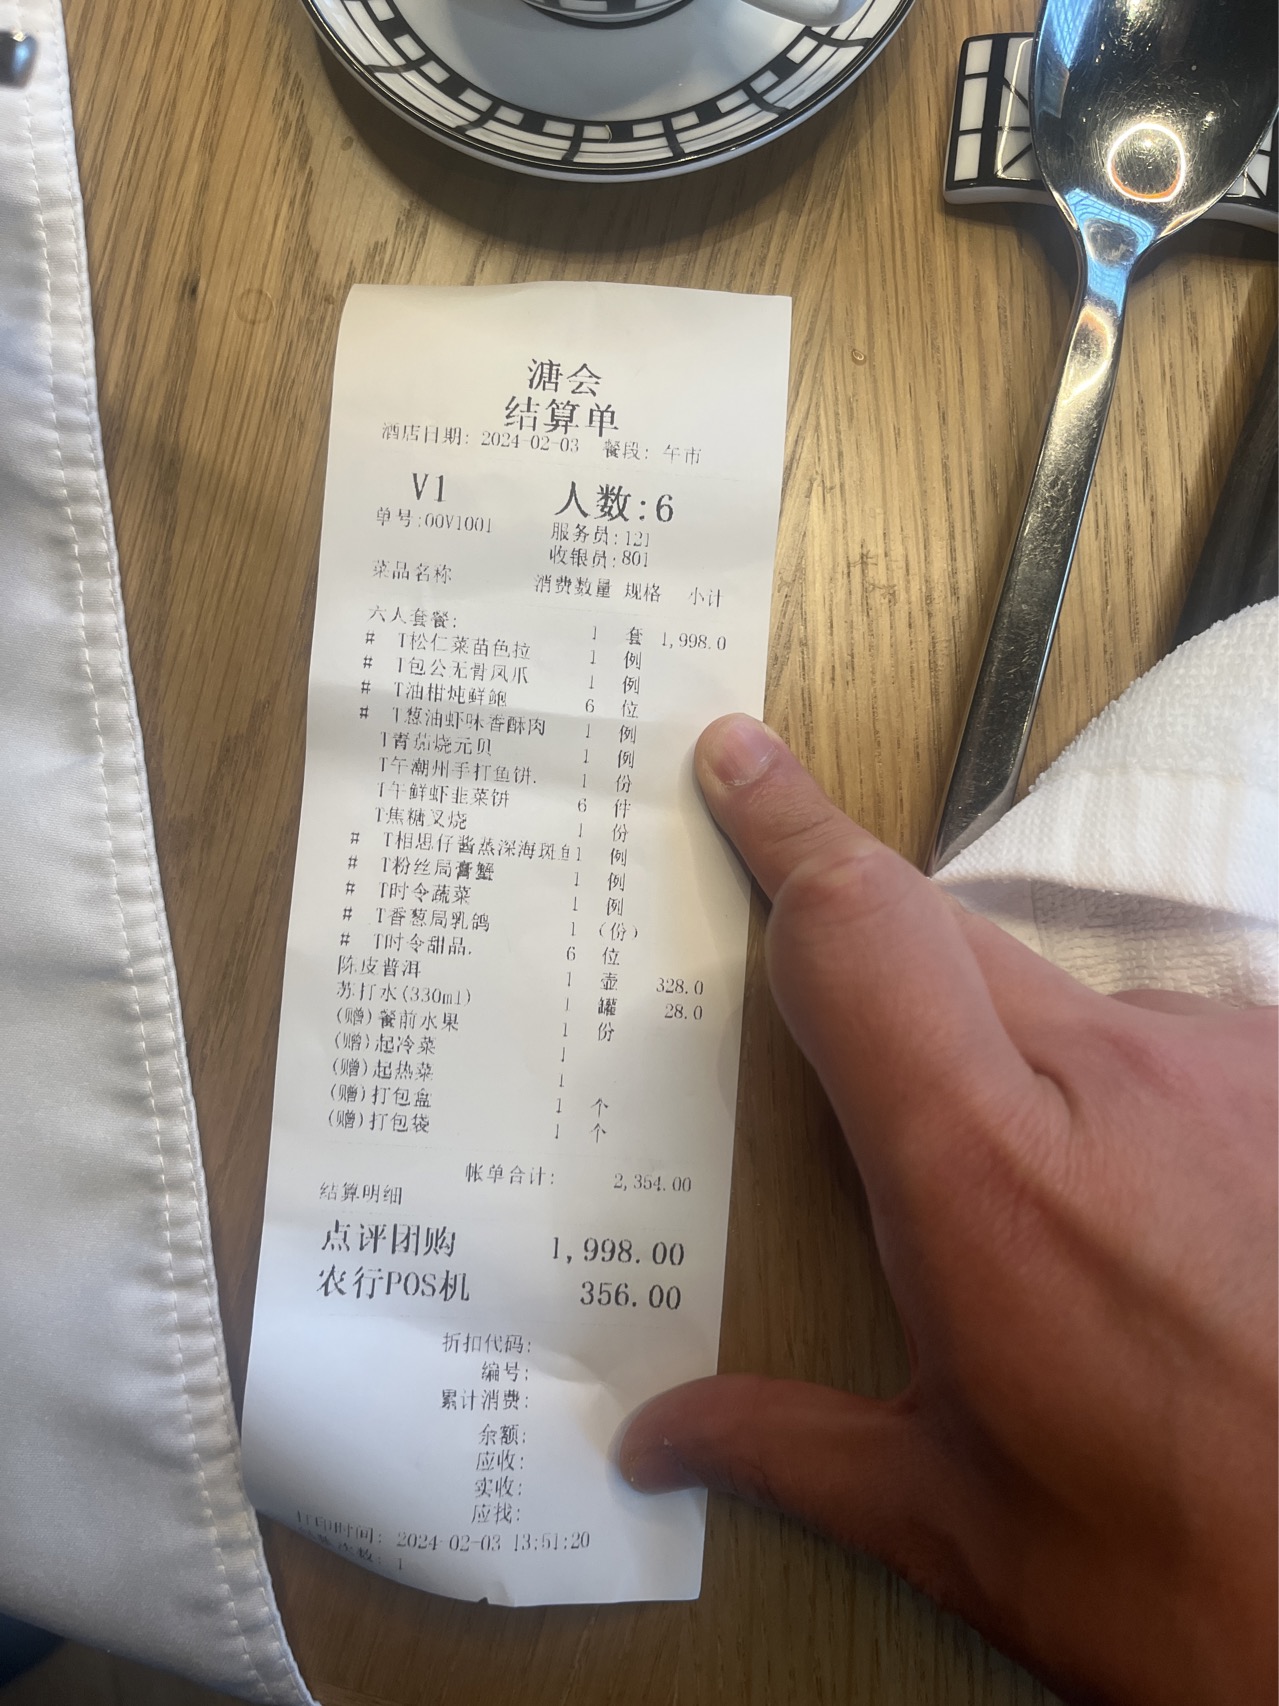 溏会
结算单
酒店日期: 2024-02-03 餐段: 午市
V1 人数:6
单号:00V1001 服务员:121
收银员:801
菜品名称 消费数量 规格 小计
六人套餐: 1 套 1,998.0
# T松仁菜苗色拉 1 例
# T包公无骨凤爪 1 例
# T油柑炖鲜鲍 6 位
# T葱油虾味香酥肉 1 例
T青茄烧元贝 1 例
T午潮州手打鱼饼. 1 份
T午鲜虾韭菜饼 6 件
T焦糖叉烧 1 份
# T相思仔酱蒸深海斑鱼 1 例
# T粉丝局膏蟹 1 例
# T时令蔬菜 1 例
# T香葱局乳鸽 1 (份)
# T时令甜品. 6 位
陈皮普洱 1 壶 328.0
苏打水(330ml) 1 罐 28.0
(赠)餐前水果 1 份
(赠)起冷菜 1
(赠)起热菜 1
(赠)打包盒 1 个
(赠)打包袋 1 个
帐单合计: 2,354.00
结算明细
点评团购 1,998.00
农行POS机 356.00
折扣代码:
编号:
累计消费:
余额:
应收:
实收:
应找:
打印时间: 2024-02-03 13:51:20
次数: 1